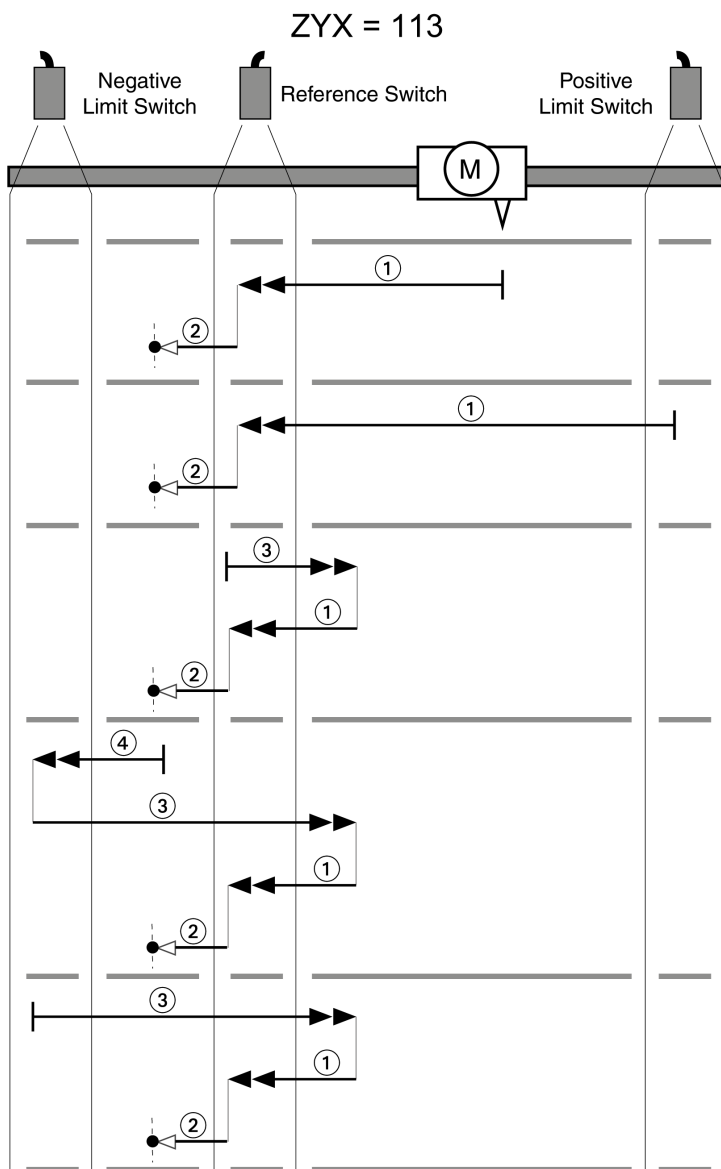 ZYX = 113
Negative
Limit Switch
Reference Switch
Positive
Limit Switch
M
1
2
1
2
3
1
2
4
3
1
2
3
1
2